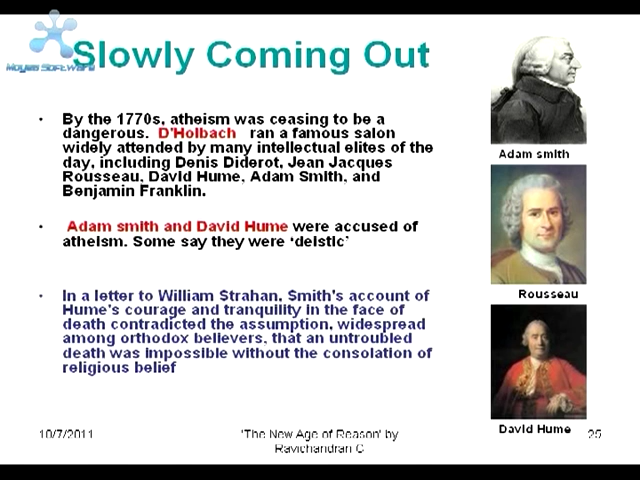 Slowly Coming Out
Moyea Software
• By the 1770s, atheism was ceasing to be a
dangerous. D'Holbach ran a famous salon
widely attended by many intellectual elites of the
day, including Denis Diderot, Jean Jacques
Rousseau, David Hume, Adam Smith, and
Benjamin Franklin.
• Adam smith and David Hume were accused of
atheism. Some say they were ‘deistic’
• In a letter to William Strahan, Smith's account of
Hume's courage and tranquility in the face of
death contradicted the assumption, widespread
among orthodox believers, that an untroubled
death was impossible without the consolation of
religious belief
Adam smith
Rousseau
David Hume
10/7/2011
'The New Age of Reason' by
Ravichandran C
25